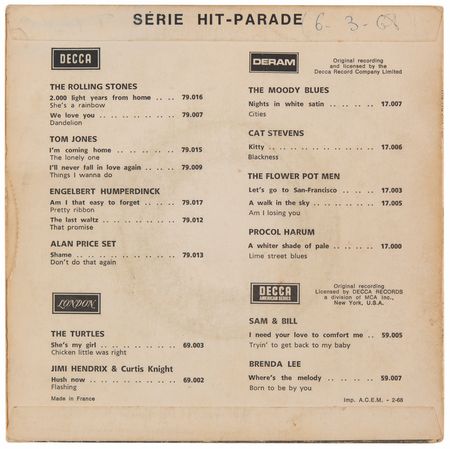 SÉRIE HIT-PARADE
6-3-68
DECCA
THE ROLLING STONES
2.000 light years from home .... 79.016
She's a rainbow
We love you ............. 79.007
Dandelion
TOM JONES
I'm coming home .......... 79.015
The lonely one
I'll never fall in love again ..... 79.009
Things I wanna do
ENGELBERT HUMPERDINCK
Am I that easy to forget ...... 79.017
Pretty ribbon
The last waltz ............ 79.012
That promise
ALAN PRICE SET
Shame ................ 79.013
Don't do that again
LONDON
THE TURTLES
She's my girl ............ 69.003
Chicken little was right
JIMI HENDRIX & Curtis Knight
Hush now .............. 69.002
Flashing
Made in France
DERAM
Original recording
and licensed by the
Decca Record Company Limited
THE MOODY BLUES
Nights in white satin ....... 17.007
Cities
CAT STEVENS
Kitty ................ 17.006
Blackness
THE FLOWER POT MEN
Let's go to San-Francisco ..... 17.003
A walk in the sky .......... 17.005
Am I losing you
PROCOL HARUM
A whiter shade of pale ....... 17.000
Lime street blues
DECCA
AMERICAN SERIES
Original recording
Licensed by DECCA RECORDS
a division of MCA Inc.,
New York, U.S.A.
SAM & BILL
I need your love to comfort me .. 59.005
Tryin' to get back to my baby
BRENDA LEE
Where's the melody ........ 59.007
Born to be by you
Imp. A.C.E.M. - 2-68